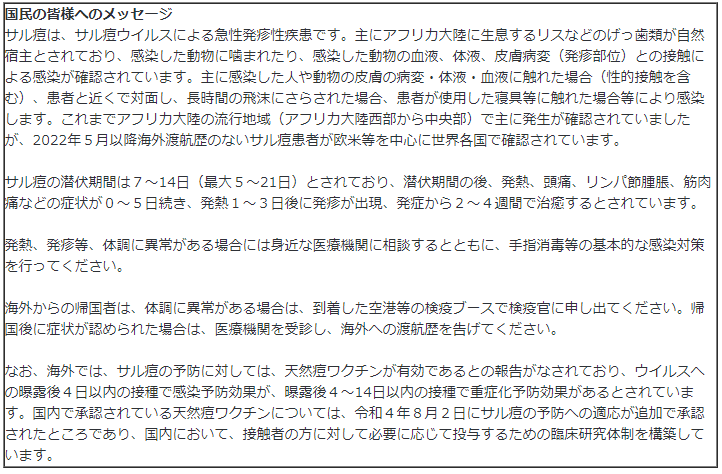 国民の皆様へのメッセージ
サル痘は、サル痘ウイルスによる急性発疹性疾患です。主にアフリカ大陸に生息するリスなどのげっ歯類が自然
宿主とされており、感染した動物に噛まれたり、感染した動物の血液、体液、皮膚病変（発疹部位）との接触に
よる感染が確認されています。主に感染した人や動物の皮膚の病変・体液・血液に触れた場合（性的接触を含
む）、患者と近くで対面し、長時間の飛沫にさらされた場合、患者が使用した寝具等に触れた場合等により感染
します。これまでアフリカ大陸の流行地域（アフリカ大陸西部から中央部）で主に発生が確認されていました
が、2022年５月以降海外渡航歴のないサル痘患者が欧米等を中心に世界各国で確認されています。
サル痘の潜伏期間は７～14日（最大５～21日）とされており、潜伏期間の後、発熱、頭痛、リンパ節腫脹、筋肉
痛などの症状が０～５日続き、発熱１～３日後に発疹が出現、発症から２～４週間で治癒するとされています。
発熱、発疹等、体調に異常がある場合には身近な医療機関に相談するとともに、手指消毒等の基本的な感染対策
を行ってください。
海外からの帰国者は、体調に異常がある場合は、到着した空港等の検疫ブースで検疫官に申し出てください。帰
国後に症状が認められた場合は、医療機関を受診し、海外への渡航歴を告げてください。
なお、海外では、サル痘の予防に対しては、天然痘ワクチンが有効であるとの報告がなされており、ウイルスへ
の曝露後４日以内の接種で感染予防効果が、曝露後４～14日以内の接種で重症化予防効果があるとされていま
す。国内で承認されている天然痘ワクチンについては、令和４年８月２日にサル痘の予防への適応が追加で承認
されたところであり、国内において、接触者の方に対して必要に応じて投与するための臨床研究体制を構築して
います。